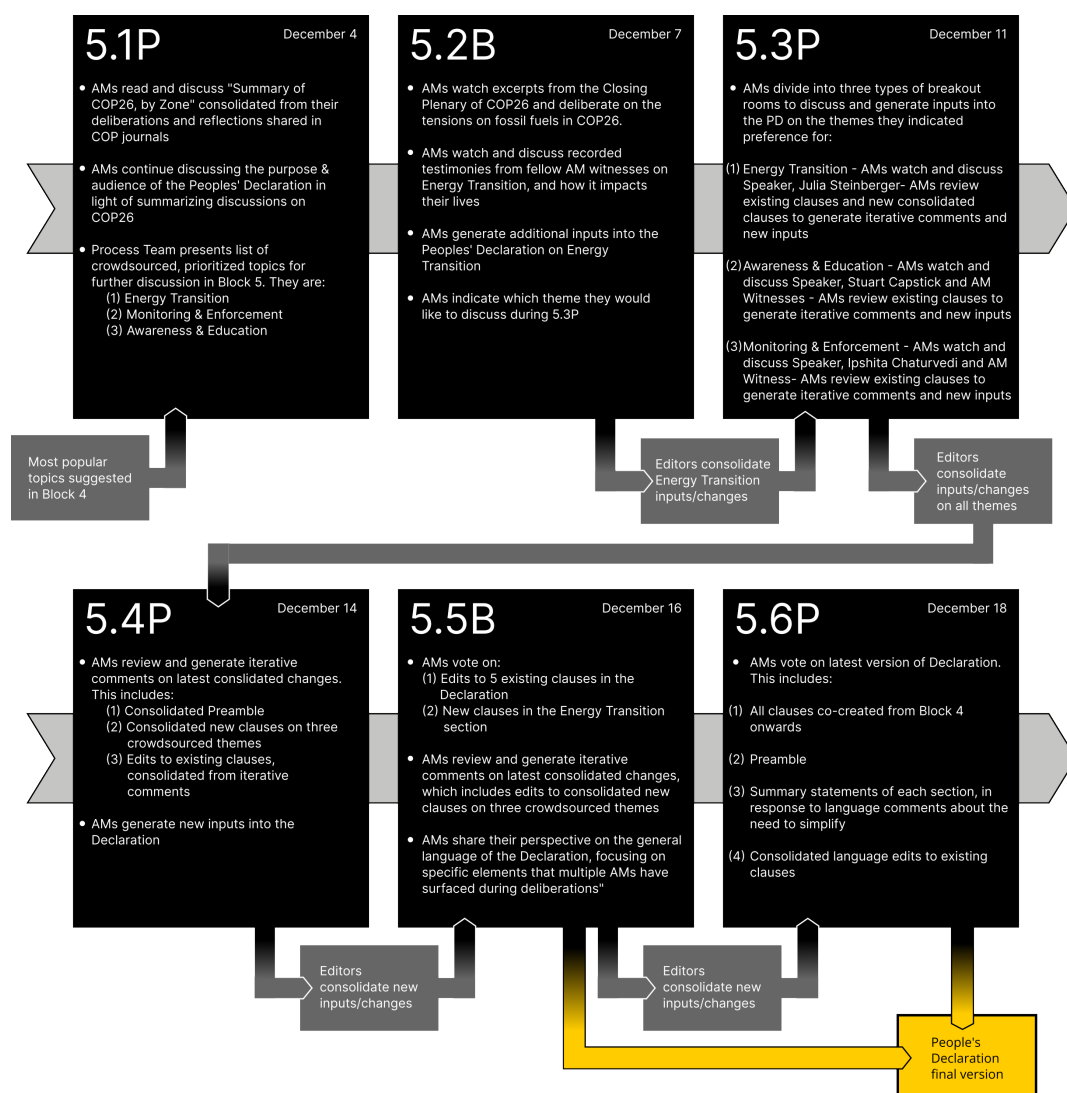 5.1P
December 4
• AMs read and discuss "Summary of
COP26, by Zone" consolidated from their
deliberations and reflections shared in
COP journals
• AMs continue discussing the purpose &
audience of the Peoples' Declaration in
light of summarizing discussions on
COP26
• Process Team presents list of
crowdsourced, prioritized topics for
further discussion in Block 5. They are:
(1) Energy Transition
(2) Monitoring & Enforcement
(3) Awareness & Education
5.2B
December 7
• AMs watch excerpts from the Closing
Plenary of COP26 and deliberate on the
tensions on fossil fuels in COP26.
• AMs watch and discuss recorded
testimonies from fellow AM witnesses on
Energy Transition, and how it impacts
their lives
• AMs generate additional inputs into the
Peoples' Declaration on Energy
Transition
• AMs indicate which theme they would
like to discuss during 5.3P
5.3P
December 11
• AMs divide into three types of breakout
rooms to discuss and generate inputs into
the PD on the themes they indicated
preference for:
(1) Energy Transition - AMs watch and discuss
Speaker, Julia Steinberger- AMs review
existing clauses and new consolidated
clauses to generate iterative comments and
new inputs
(2)Awareness & Education - AMs watch and
discuss Speaker, Stuart Capstick and AM
Witnesses - AMs review existing clauses to
generate iterative comments and new inputs
(3)Monitoring & Enforcement - AMs watch and
discuss Speaker, Ipshita Chaturvedi and AM
Witness- AMs review existing clauses to
generate iterative comments and new inputs
Most popular
topics suggested
in Block 4
Editors consolidate
Energy Transition
inputs/changes
Editors
consolidate
inputs/changes
on all themes
5.4P
December 14
• AMs review and generate iterative
comments on latest conslidated changes.
This includes:
(1) Consolidated Preamble
(2) Consolidated new clauses on three
crowdsourced themes
(3) Edits to existing clauses,
consolidated from iterative
comments
• AMs generate new inputs into the
Declaration
5.5B
December 16
• AMs vote on:
(1) Edits to 5 existing clauses in the
Declaration
(2) New clauses in the Energy Transition
section
• AMs review and generate iterative
comments on latest consolidated changes,
which includes edits to consolidated new
clauses on three crowdsourced themes
• AMs share their perspective on the general
language of the Declaration, focusing on
specific elements that multiple AMs have
surfaced during deliberations"
5.6P
December 18
• AMs vote on latest version of Declaration.
This includes:
(1) All clauses co-created from Block 4
onwards
(2) Preamble
(3) Summary statements of each section, in
response to language comments about the
need to simplify
(4) Consolidated language edits to existing
clauses
Editors
consolidate new
inputs/changes
Editors
consolidate new
inputs/changes
People's
Declaration
final version